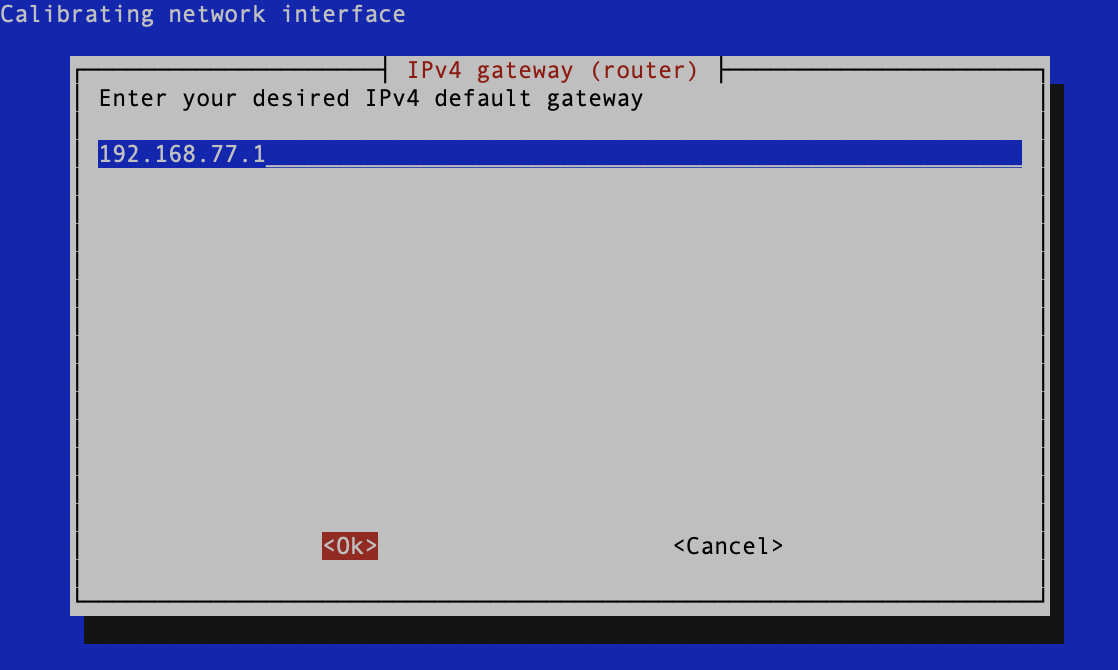 Calibrating network interface
IPv4 gateway (router)
Enter your desired IPv4 default gateway
192.168.77.1
<Ok>
<Cancel>